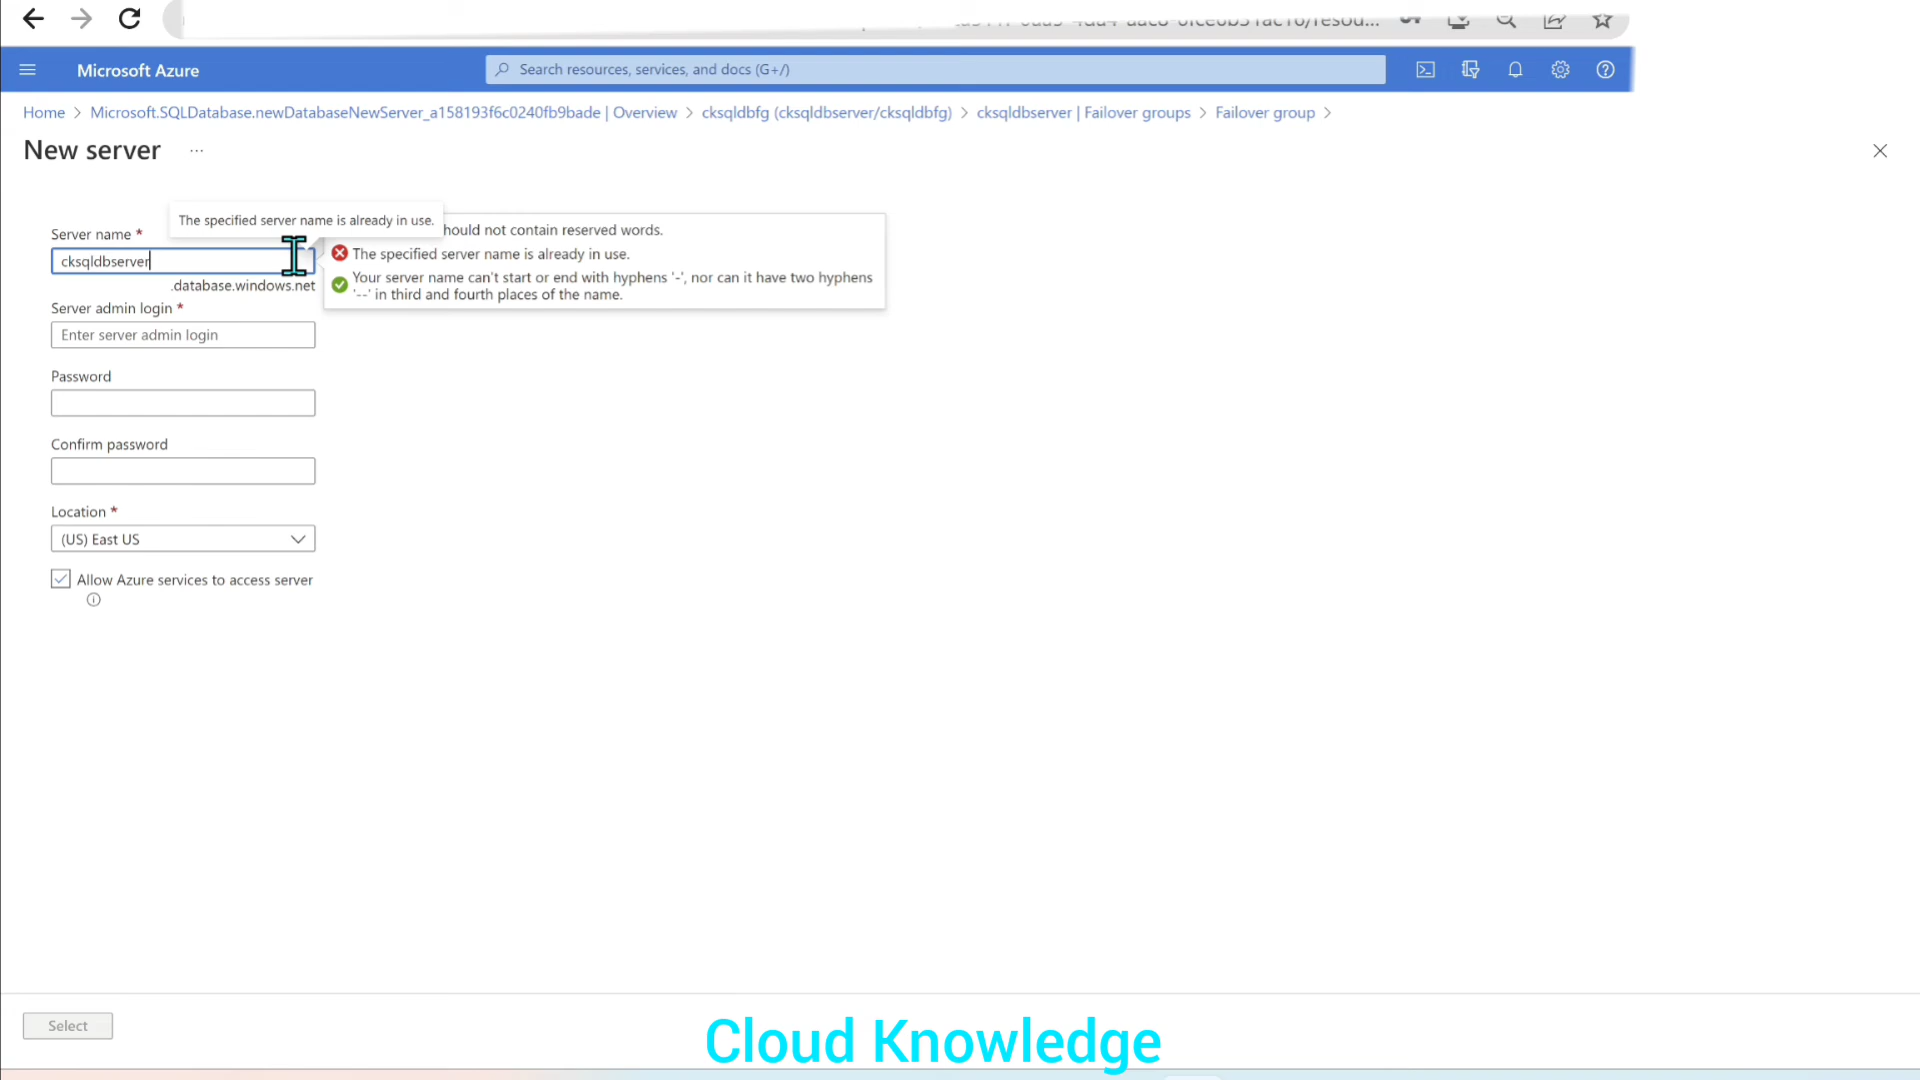 Microsoft Azure
Search resources, services, and docs (G+/)
Home > Microsoft.SQLDatabase.newDatabaseNewServer_a158193f6c0240fb9bade | Overview > cksqldbfg (cksqldbserver/cksqldbfg) > cksqldbserver | Failover groups > Failover group >
New server ...
The specified server name is already in use.
hould not contain reserved words.
Server name *
The specified server name is already in use.
cksqldbserver
Your server name can't start or end with hyphens '-', nor can it have two hyphens
'--' in third and fourth places of the name.
.database.windows.net
Server admin login *
Enter server admin login
Password
Confirm password
Location *
(US) East US
Allow Azure services to access server
Select
Cloud Knowledge